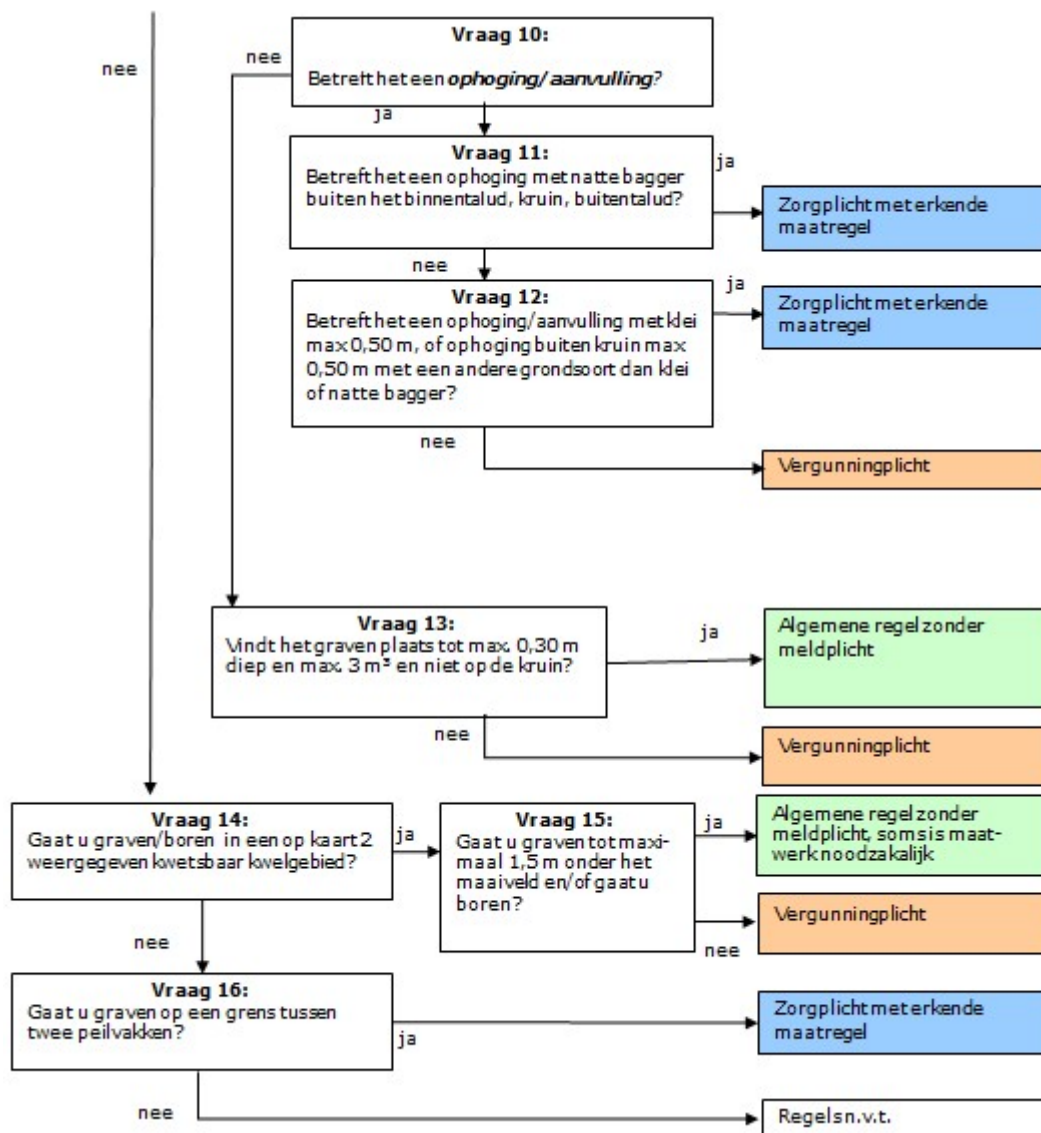 nee
nee
Vraag 10:
Betreft het een ophoging/aanvulling?
ja
Vraag 11:
Betreft het een ophoging met natte bagger
buiten het binnentalud, kruin, buitentalud?
ja
Zorgplicht met erkende
maatregel
nee
Vraag 12:
Betreft het een ophoging/aanvulling met klei
max 0,50 m, of ophoging buiten kruin max
0,50 m met een andere grondsoort dan klei
of natte bagger?
ja
Zorgplicht met erkende
maatregel
nee
Vergunningplicht
Vraag 13:
Vindt het graven plaats tot max. 0,30 m
diep en max. 3 m³ en niet op de kruin?
ja
Algemene regel zonder
meldplicht
nee
Vergunningplicht
Vraag 14:
Gaat u graven/boren in een op kaart 2
weergegeven kwetsbaar kwelgebied?
ja
Vraag 15:
Gaat u graven tot maxi-
maal 1,5 m onder het
maaiveld en/of gaat u
boren?
ja
Algemene regel zonder
meldplicht, soms is maat-
werk noodzakelijk
nee
Vergunningplicht
nee
Vraag 16:
Gaat u graven op een grens tussen
twee peilvakken?
ja
Zorgplicht met erkende
maatregel
nee
Regels n.v.t.